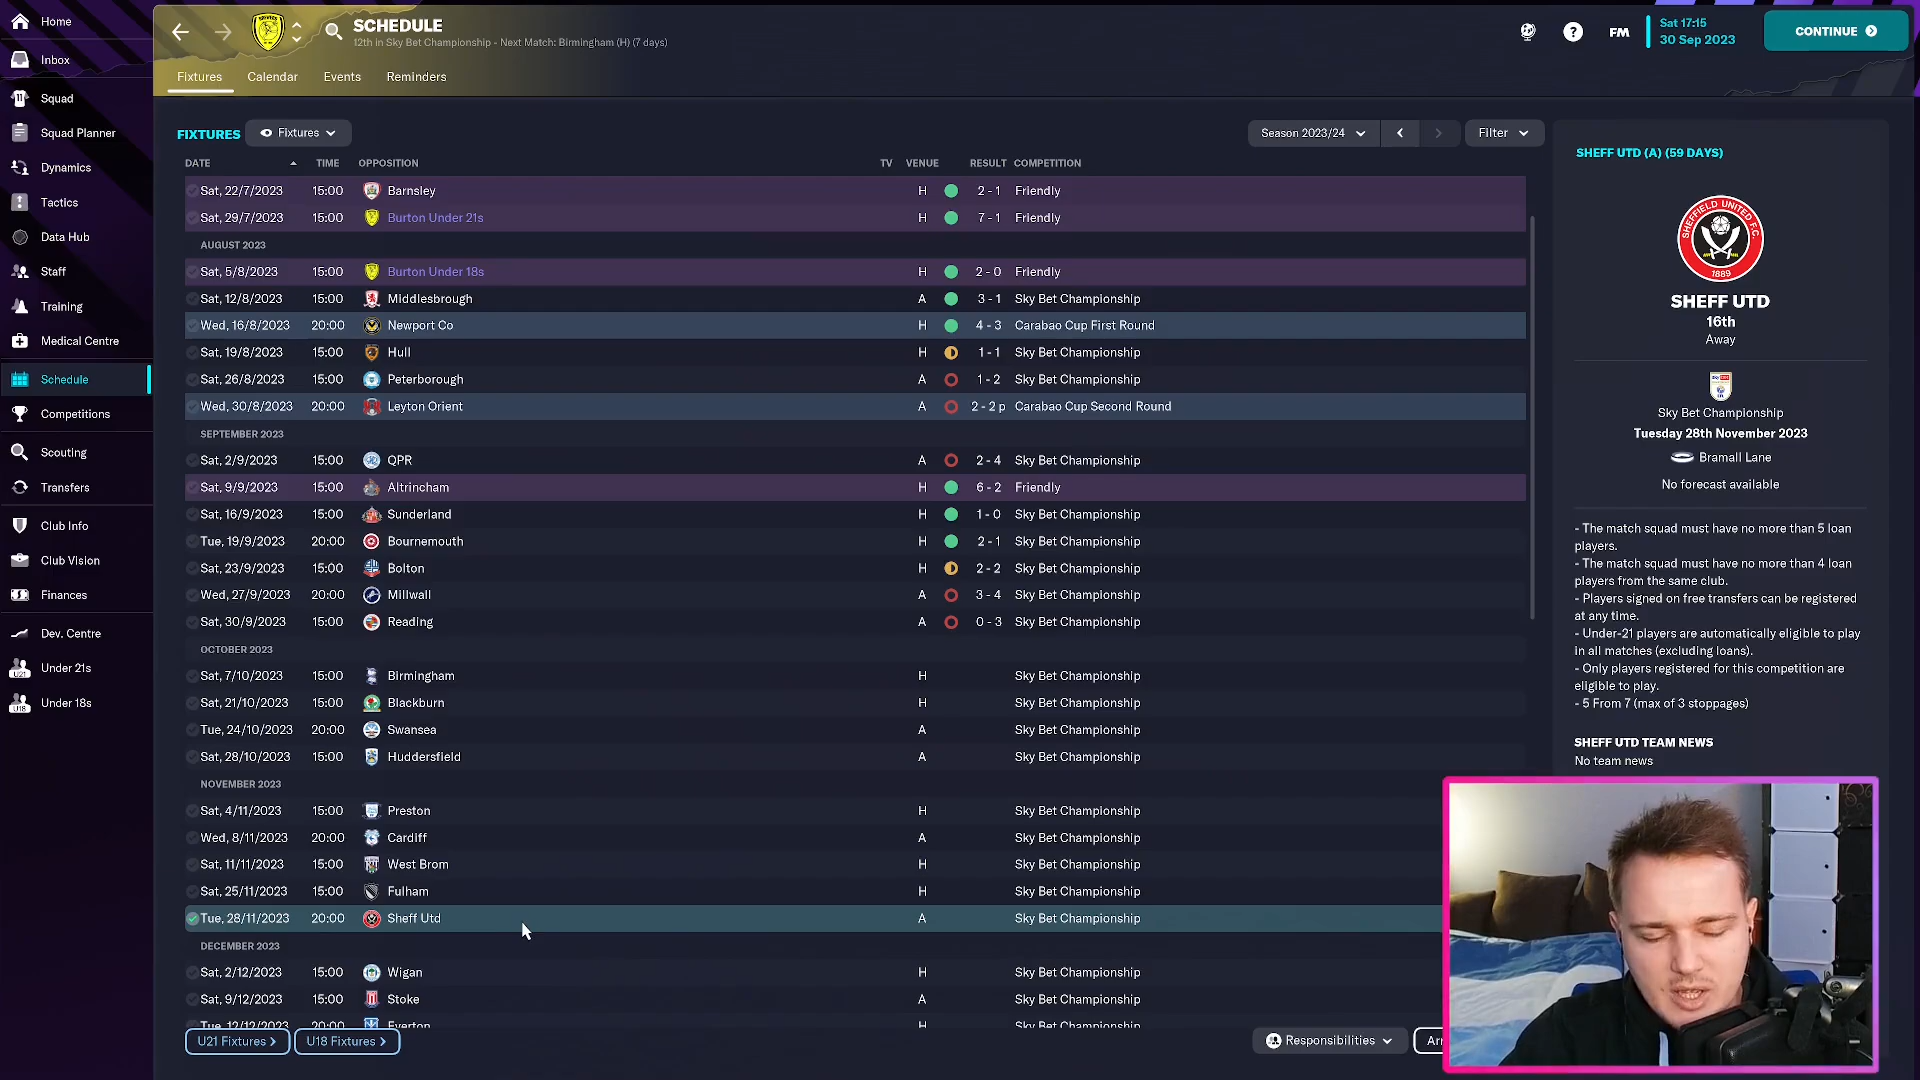 Home
SCHEDULE
12th in Sky Bet Championship - Next Match: Birmingham (H) (7 days)
FM
Sat 17:15
30 Sep 2023
CONTINUE
Inbox
Squad
Squad Planner
Dynamics
Tactics
Data Hub
Staff
Training
Medical Centre
Schedule
Competitions
Scouting
Transfers
Club Info
Club Vision
Finances
Dev. Centre
Under 21s
Under 18s
Fixtures Calendar Events Reminders
FIXTURES Fixtures Season 2023/24 Filter
DATE TIME OPPOSITION TV VENUE RESULT COMPETITION
Sat, 22/7/2023 15:00 Barnsley H 2 - 1 Friendly
Sat, 29/7/2023 15:00 Burton Under 21s H 7 - 1 Friendly
AUGUST 2023
Sat, 5/8/2023 15:00 Burton Under 18s H 2 - 0 Friendly
Sat, 12/8/2023 15:00 Middlesbrough A 3 - 1 Sky Bet Championship
Wed, 16/8/2023 20:00 Newport Co H 4 - 3 Carabao Cup First Round
Sat, 19/8/2023 15:00 Hull H 1 - 1 Sky Bet Championship
Sat, 26/8/2023 15:00 Peterborough A 1 - 2 Sky Bet Championship
Wed, 30/8/2023 20:00 Leyton Orient A 2 - 2 p Carabao Cup Second Round
SEPTEMBER 2023
Sat, 2/9/2023 15:00 QPR A 2 - 4 Sky Bet Championship
Sat, 9/9/2023 15:00 Altrincham H 6 - 2 Friendly
Sat, 16/9/2023 15:00 Sunderland H 1 - 0 Sky Bet Championship
Tue, 19/9/2023 20:00 Bournemouth H 2 - 1 Sky Bet Championship
Sat, 23/9/2023 15:00 Bolton H 2 - 2 Sky Bet Championship
Wed, 27/9/2023 20:00 Millwall A 3 - 4 Sky Bet Championship
Sat, 30/9/2023 15:00 Reading A 0 - 3 Sky Bet Championship
OCTOBER 2023
Sat, 7/10/2023 15:00 Birmingham H Sky Bet Championship
Sat, 21/10/2023 15:00 Blackburn H Sky Bet Championship
Tue, 24/10/2023 20:00 Swansea A Sky Bet Championship
Sat, 28/10/2023 15:00 Huddersfield A Sky Bet Championship
NOVEMBER 2023
Sat, 4/11/2023 15:00 Preston H Sky Bet Championship
Wed, 8/11/2023 20:00 Cardiff A Sky Bet Championship
Sat, 11/11/2023 15:00 West Brom H Sky Bet Championship
Sat, 25/11/2023 15:00 Fulham H Sky Bet Championship
Tue, 28/11/2023 20:00 Sheff Utd A Sky Bet Championship
DECEMBER 2023
Sat, 2/12/2023 15:00 Wigan H Sky Bet Championship
Sat, 9/12/2023 15:00 Stoke A Sky Bet Championship
Tue, 12/12/2023 20:00 Everton H Sky Bet Championship
U21 Fixtures U18 Fixtures Responsibilities
SHEFF UTD (A) (59 DAYS)
SHEFFIELD UNITED F.C.
1889
SHEFF UTD
16th
Away
Sky Bet Championship
Tuesday 28th November 2023
Bramall Lane
No forecast available
- The match squad must have no more than 5 loan
players.
- The match squad must have no more than 4 loan
players from the same club.
- Players signed on free transfers can be registered
at any time.
- Under-21 players are automatically eligible to play
in all matches (excluding loans).
- Only players registered for this competition are
eligible to play.
- 5 From 7 (max of 3 stoppages)
SHEFF UTD TEAM NEWS
No team news